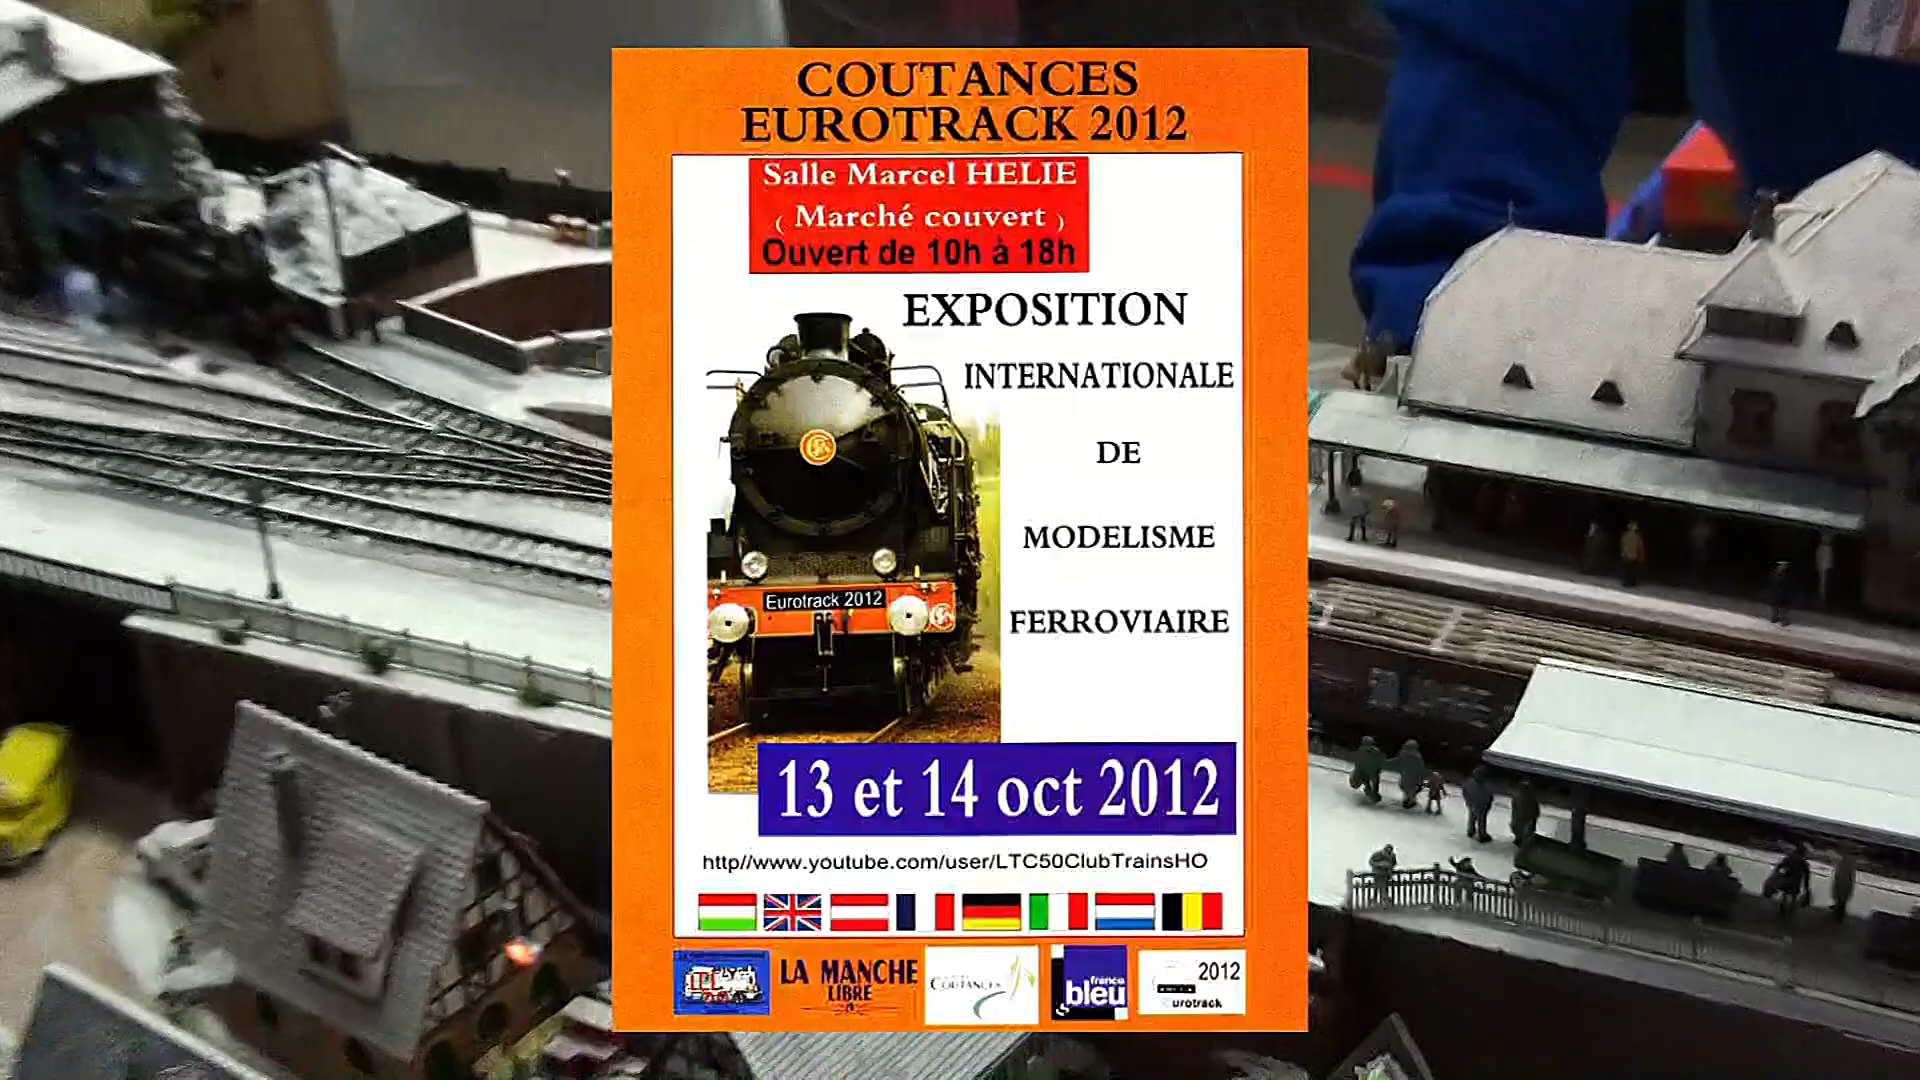 COUTANCES
EUROTRACK 2012
Salle Marcel HELIE
( Marché couvert )
Ouvert de 10h à 18h
EXPOSITION
INTERNATIONALE
DE
MODELISME
FERROVIAIRE
Eurotrack 2012
13 et 14 oct 2012
http//www.youtube.com/user/LTC50ClubTrainsHO
LA MANCHE
LIBRE
COUTANCES
france
bleu
2012
urotrack